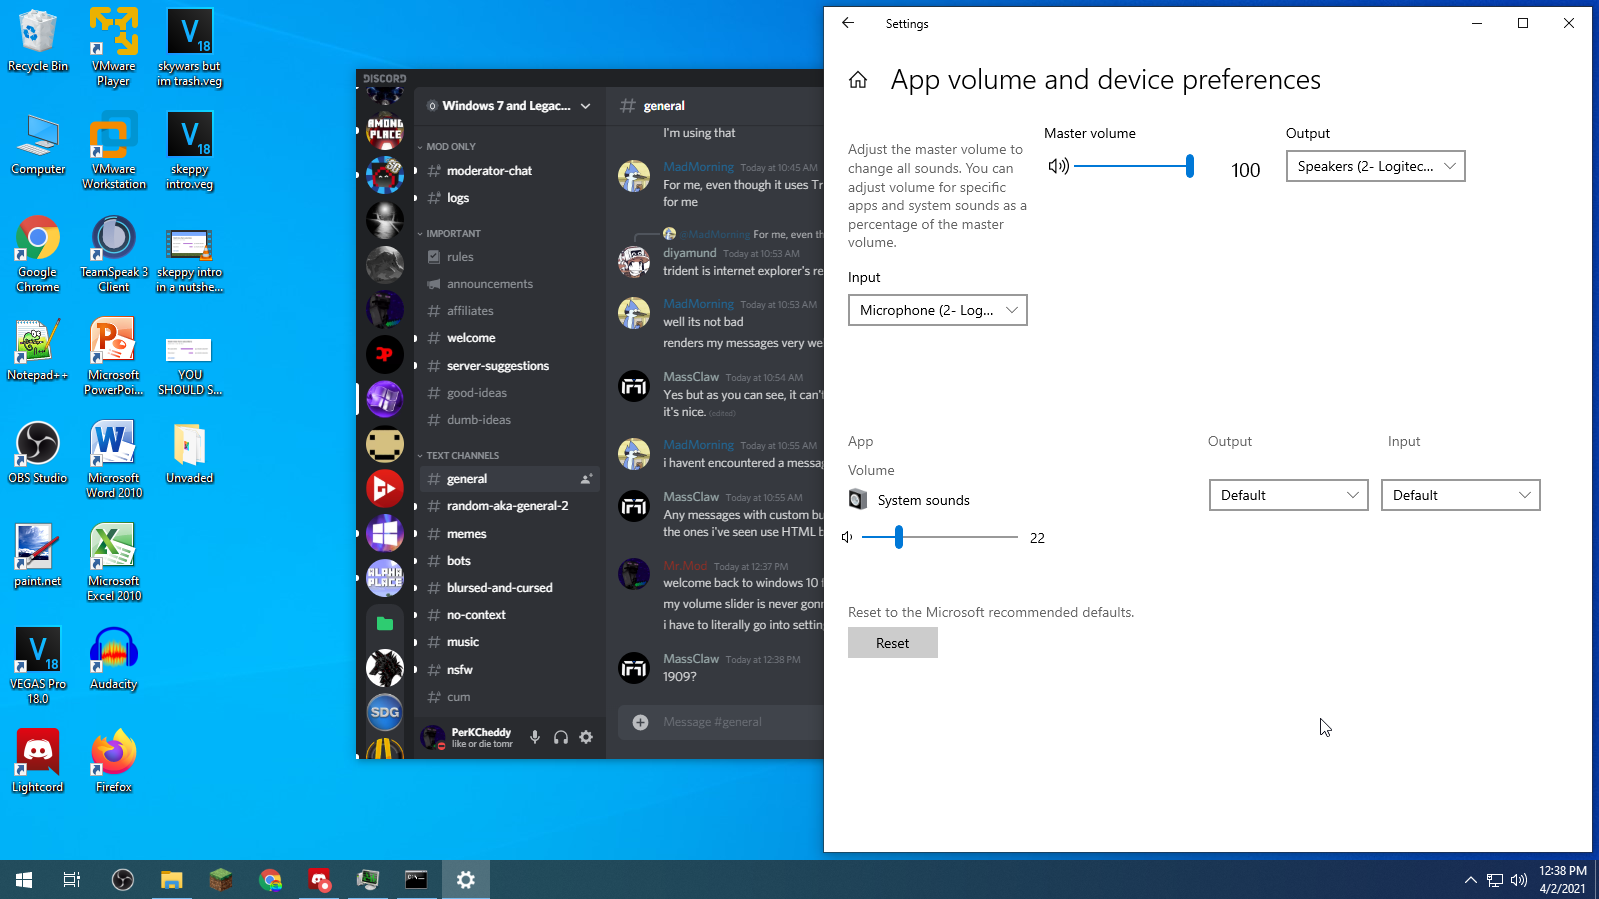 Recycle Bin
VMware
Player
skywars but
im trash.veg
Computer
VMware
Workstation
skeppy
intro.veg
Google
Chrome
TeamSpeak 3
Client
skeppy intro
in a nutshe...
Notepad++
Microsoft
PowerPoi...
YOU
SHOULD S...
OBS Studio
Microsoft
Word 2010
Unvaded
paint.net
Microsoft
Excel 2010
VEGAS Pro
18.0
Audacity
Lightcord
Firefox
DISCORD
Windows 7 and Legac...
MOD ONLY
moderator-chat
logs
IMPORTANT
rules
announcements
affiliates
welcome
server-suggestions
good-ideas
dumb-ideas
TEXT CHANNELS
general
random-aka-general-2
memes
bots
blursed-and-cursed
no-context
music
nsfw
cum
PerKCheddy
like or die tomr
AMONG
PLACE
ALPHA
PLACE
SDG
# general
I'm using that
MadMorning Today at 10:45 AM
For me, even though it uses Tr
for me
@MadMorning For me, even th
diyamund Today at 10:53 AM
trident is internet explorer's re
MadMorning Today at 10:53 AM
well its not bad
renders my messages very we
MassClaw Today at 10:54 AM
Yes but as you can see, it can't
it's nice. (edited)
MadMorning Today at 10:55 AM
i havent encountered a messag
MassClaw Today at 10:55 AM
Any messages with custom bu
the ones i've seen use HTML b
Mr Mod Today at 12:37 PM
welcome back to windows 10
my volume slider is never gonn
i have to literally go into setting
MassClaw Today at 12:38 PM
1909?
Message #general
Settings
App volume and device preferences
Adjust the master volume to
change all sounds. You can
adjust volume for specific
apps and system sounds as a
percentage of the master
volume.
Master volume
100
Output
Speakers (2- Logitec...
Input
Microphone (2- Log...
App
Output
Input
Volume
System sounds
Default
Default
22
Reset to the Microsoft recommended defaults.
Reset
12:38 PM
4/2/2021